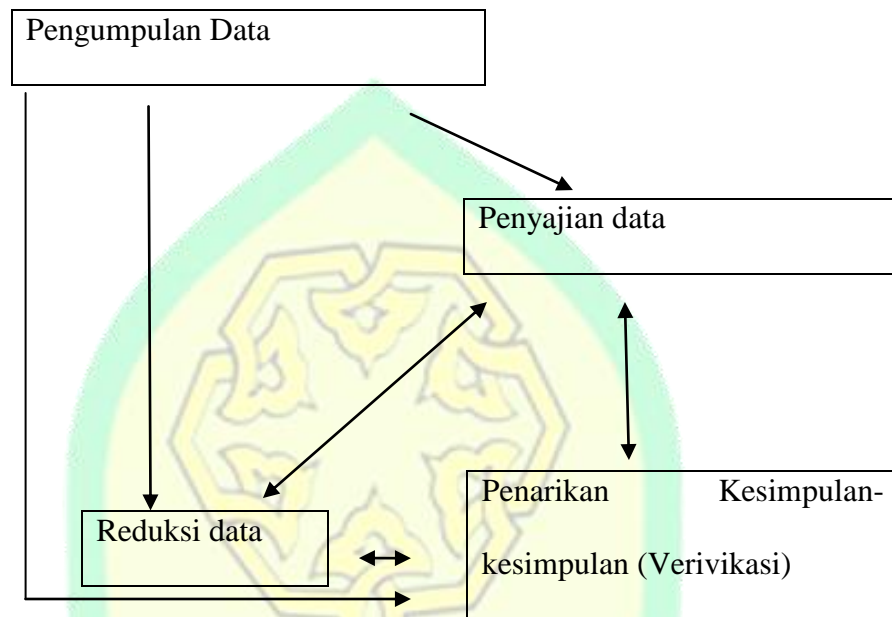 Pengumpulan Data
Penyajian data
Reduksi data
Penarikan Kesimpulan-
kesimpulan (Verivikasi)